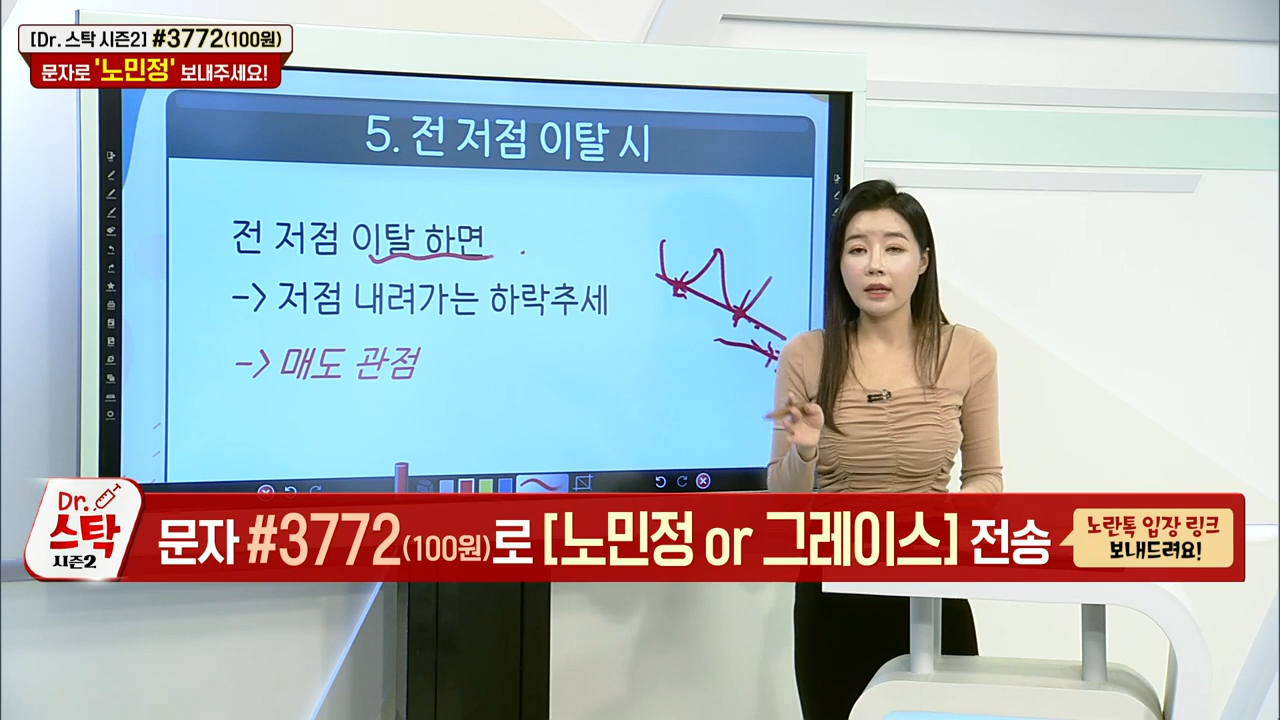 [Dr. 스탁 시즌2] #3772(100원)
문자로 '노민정' 보내주세요!
5. 전 저점 이탈 시
전 저점 이탈 하면
-> 저점 내려가는 하락추세
-> 매도 관점
Dr.
스탁
시즌2
문자 #3772(100원)로 [노민정 or 그레이스] 전송
노란톡 입장 링크
보내드려요!